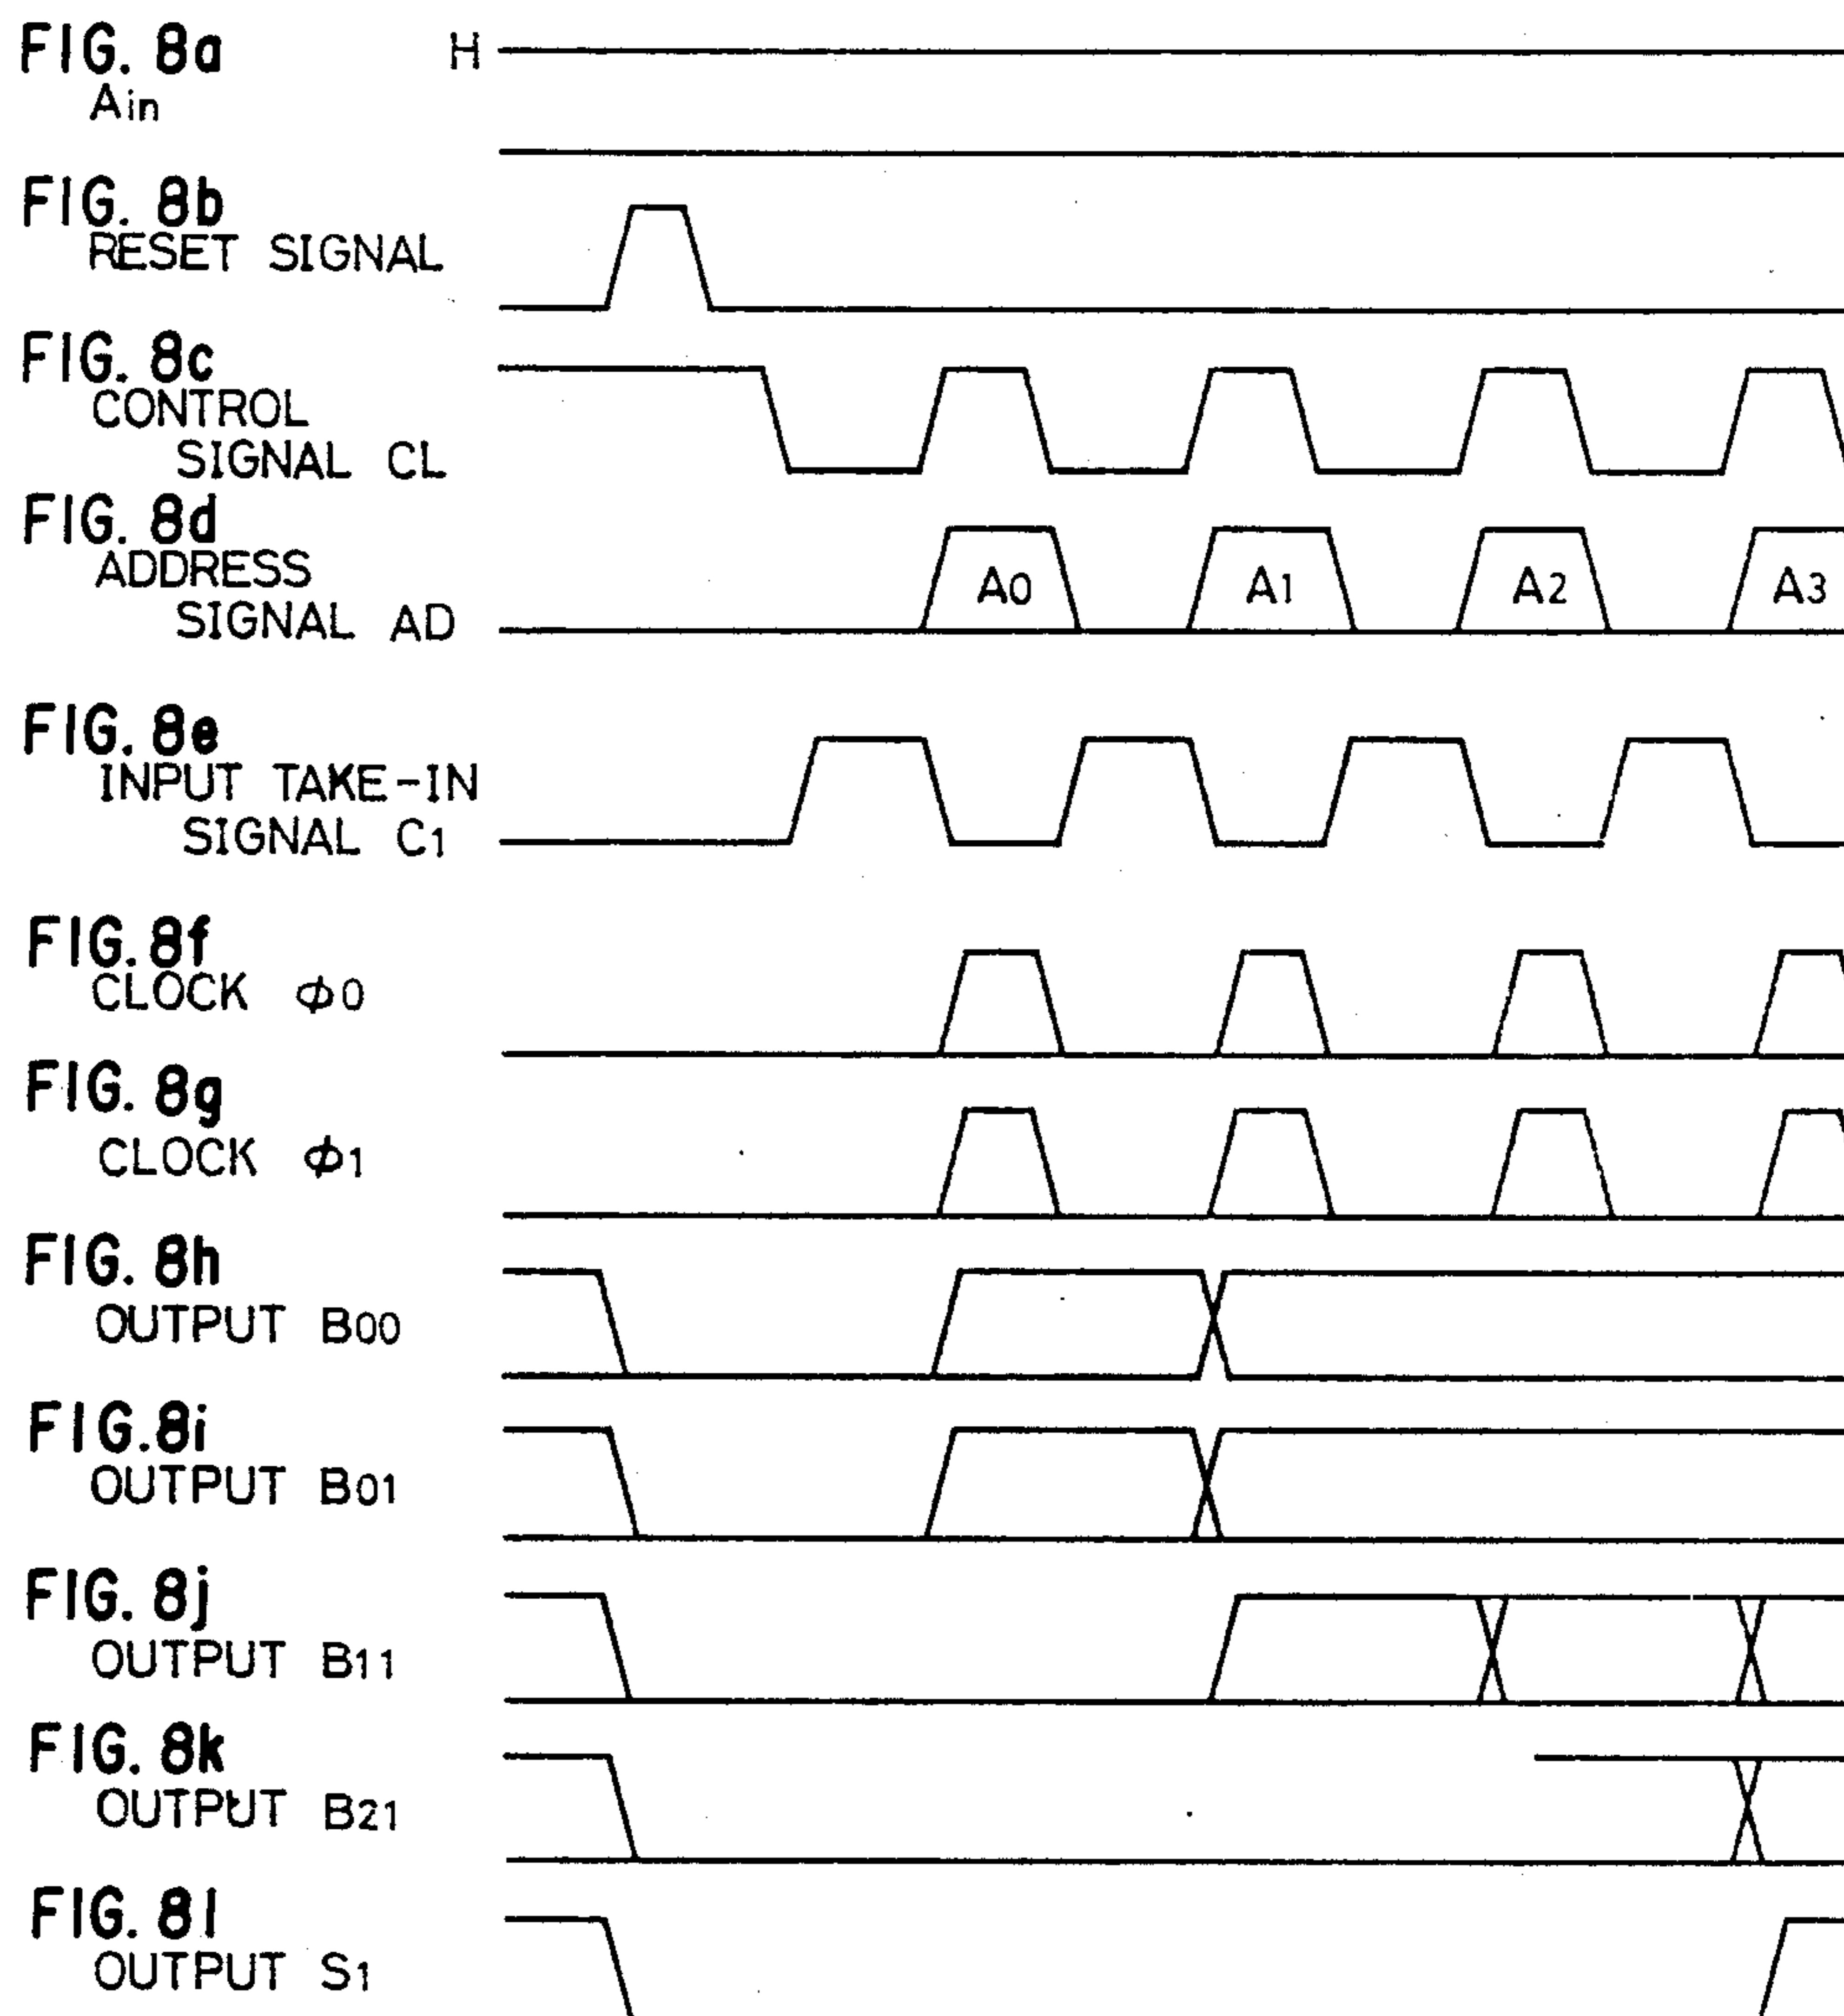 FIG. 8a H
Ain
FIG. 8b
RESET SIGNAL
FIG. 8c
CONTROL
SIGNAL CL
FIG. 8d
ADDRESS
SIGNAL AD
A0 A1 A2 A3
FIG. 8e
INPUT TAKE-IN
SIGNAL C1
FIG. 8f
CLOCK ϕ0
FIG. 8g
CLOCK ϕ1
FIG. 8h
OUTPUT B00
FIG. 8i
OUTPUT B01
FIG. 8j
OUTPUT B11
FIG. 8k
OUTPUT B21
FIG. 8l
OUTPUT S1